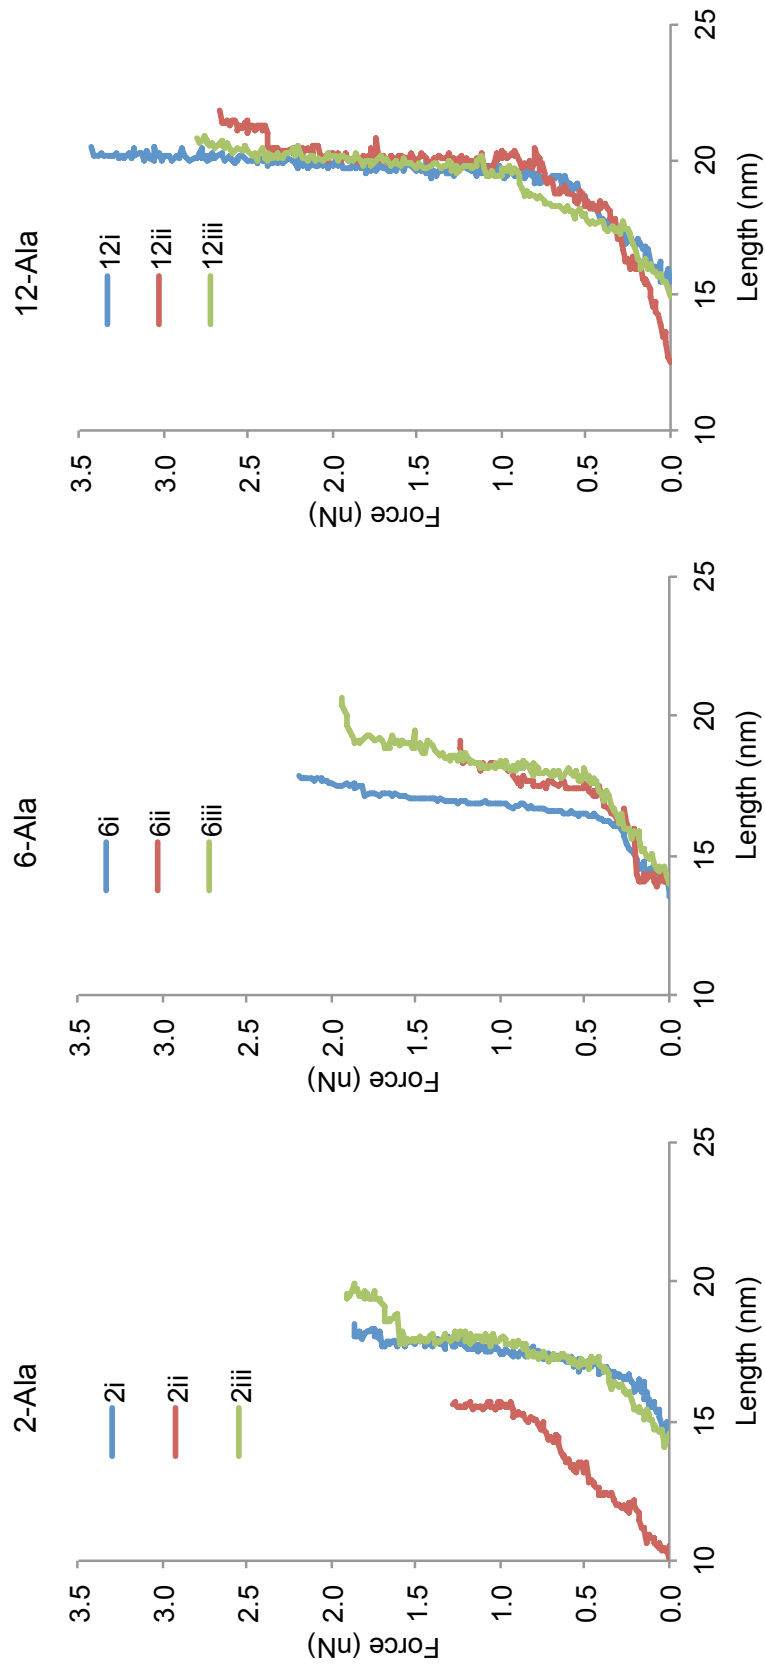 2-Ala
3.5
3.0
2.5
2.0
1.5
1.0
0.5
0.0
Force (nN)
2i
2ii
2iii
10
15
20
25
Length (nm)
6-Ala
3.5
3.0
2.5
2.0
1.5
1.0
0.5
0.0
Force (nN)
6i
6ii
6iii
10
15
20
25
Length (nm)
12-Ala
3.5
3.0
2.5
2.0
1.5
1.0
0.5
0.0
Force (nN)
12i
12ii
12iii
10
15
20
25
Length (nm)